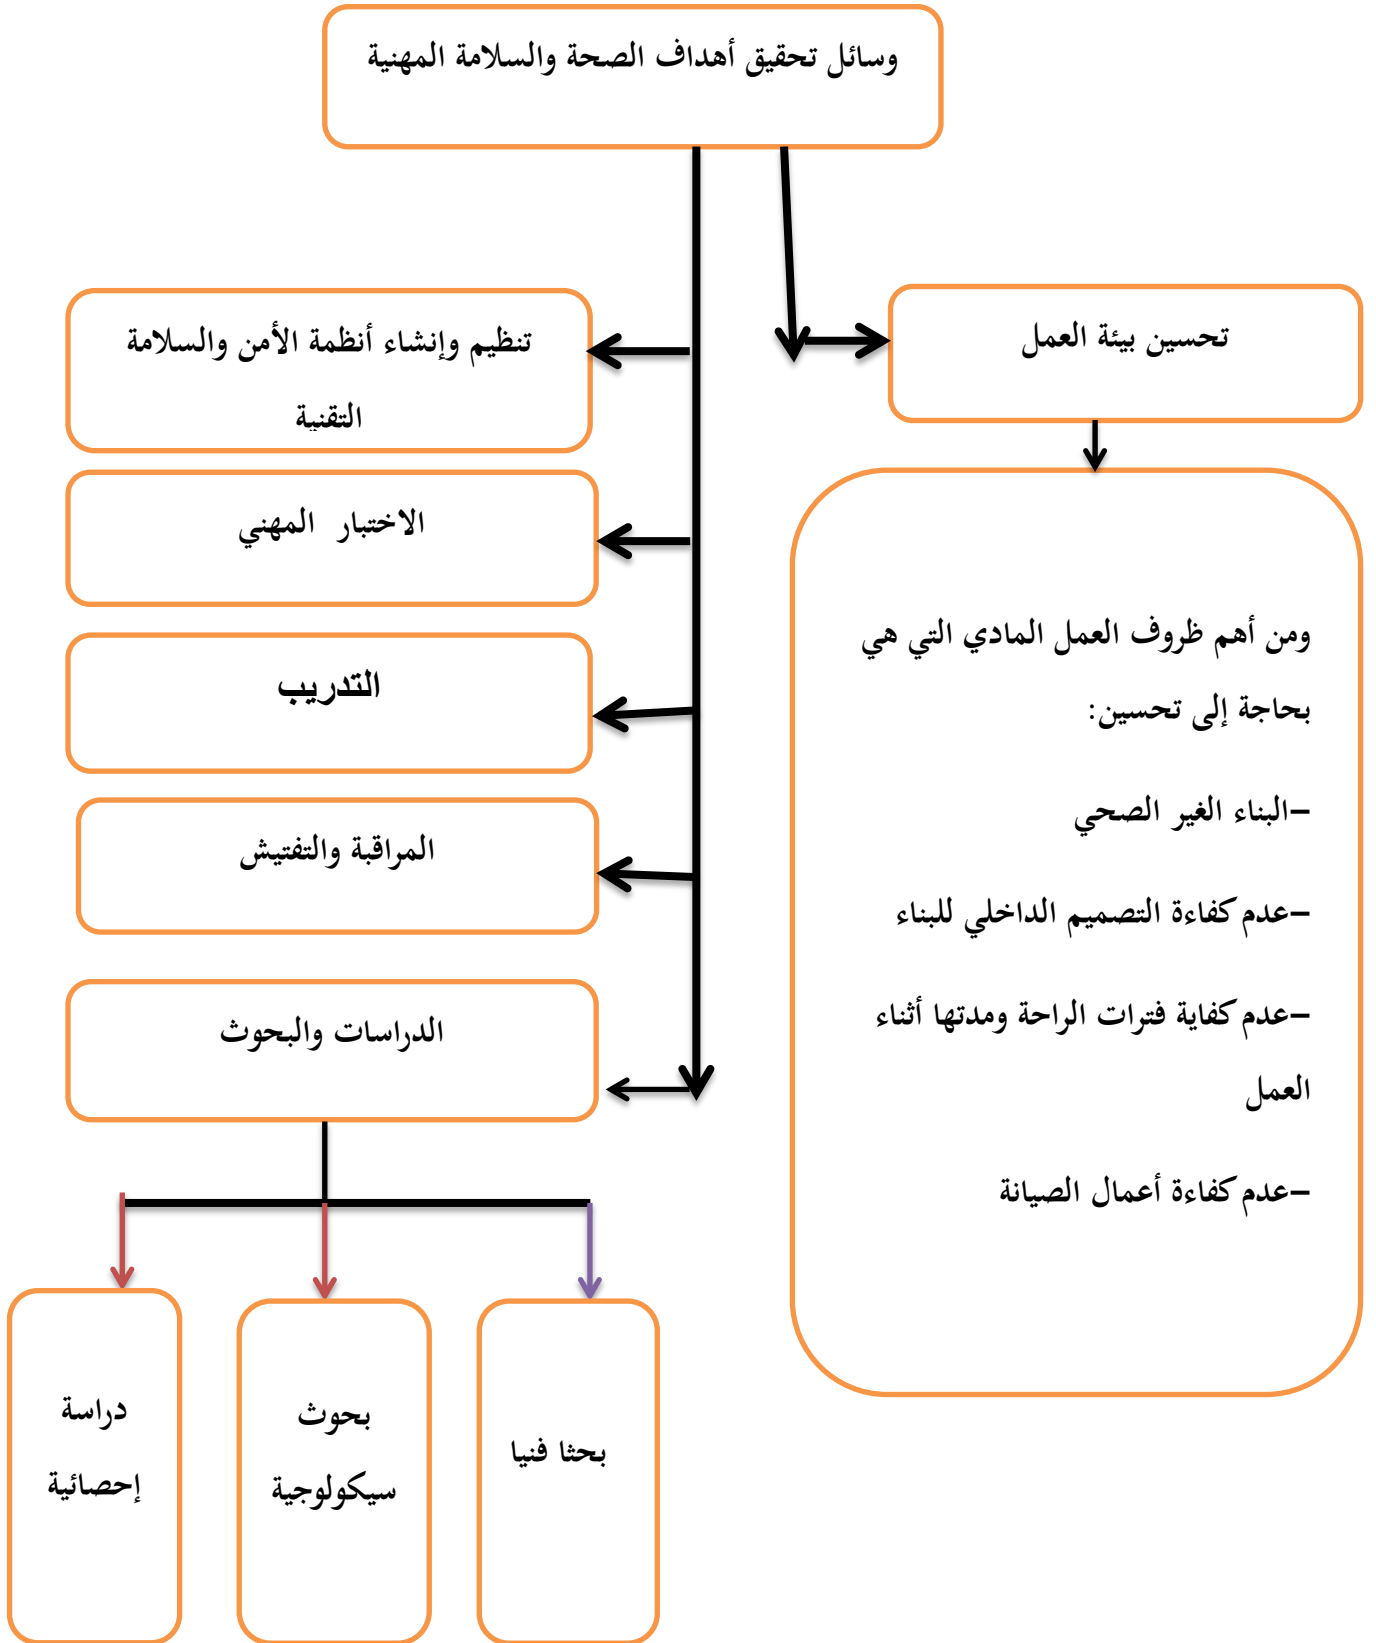 وسائل تحقيق أهداف الصحة والسلامة المهنية
تحسين بيئة العمل
ومن أهم ظروف العمل المادي التي هي
بحاجة إلى تحسين:
–البناء الغير الصحي
–عدم كفاءة التصميم الداخلي للبناء
–عدم كفاية فترات الراحة ومدتها أثناء
العمل
–عدم كفاءة أعمال الصيانة
تنظيم وإنشاء أنظمة الأمن والسلامة
التقنية
الاختبار المهني
التدريب
المراقبة والتفتيش
الدراسات والبحوث
بحثا فنيا
بحوث
سيكولوجية
دراسة
إحصائية